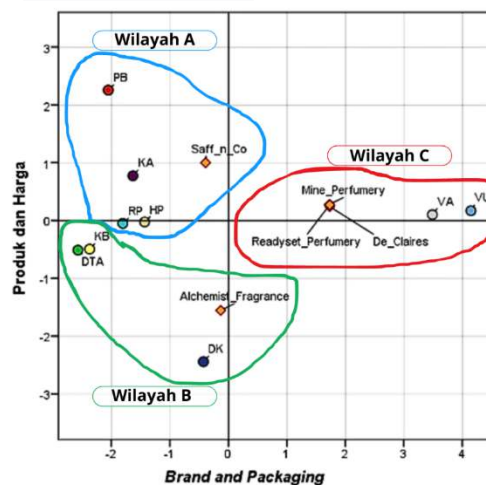 Wilayah A
PB
Saff_n_Co
KA
RP
HP
Wilayah C
Mine_Perfumery
VA
VU
Readyset_Perfumery
De_Claires
KB
DTA
Alchemist_Fragrance
DK
Wilayah B
Produk dan Harga
3
2
1
0
-1
-2
-3
-2
-1
0
1
2
3
4
Brand and Packaging